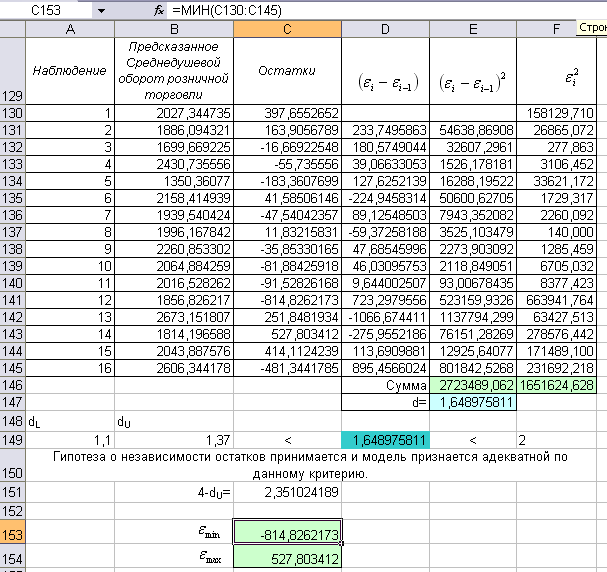 C153 fx =МИН(C130:C145)
Строк
A B C D E F
129 Наблюдение Предсказанное Среднедушевой оборот розничной торговли Остатки (εi − εi−1) (εi − εi−1)² εi²
130 1 2027,344735 397,6552652 158129,710
131 2 1886,094321 163,9056789 233,7495863 54638,86908 26865,072
132 3 1699,669225 -16,66922548 180,5749044 32607,2961 277,863
133 4 2430,735556 -55,735556 39,06633053 1526,178181 3106,452
134 5 1350,36077 -183,3607699 127,6252139 16288,19522 33621,172
135 6 2158,414939 41,58506146 -224,9458314 50600,62705 1729,317
136 7 1939,540424 -47,54042357 89,12548503 7943,352082 2260,092
137 8 1996,167842 11,83215831 -59,37258188 3525,103479 140,000
138 9 2260,853302 -35,85330165 47,68545996 2273,903092 1285,459
139 10 2064,884259 -81,88425918 46,03095753 2118,849051 6705,032
140 11 2016,528262 -91,52826168 9,644002507 93,00678435 8377,423
141 12 1856,826217 -814,8262173 723,2979556 523159,9326 663941,764
142 13 2673,151807 251,8481934 -1066,674411 1137794,299 63427,513
143 14 1814,196588 527,803412 -275,9552186 76151,28269 278576,442
144 15 2043,887576 414,1124239 113,6909881 12925,64077 171489,100
145 16 2606,344178 -481,3441785 895,4566024 801842,5268 231692,218
146 Сумма 2723489,062 1651624,628
147 d= 1,648975811
148 dL dU
149 1,1 1,37 < 1,648975811 < 2
150 Гипотеза о независимости остатков принимается и модель признается адекватной по данному критерию.
151 4-dU= 2,351024189
152
153 εmin -814,8262173
154 εmax 527,803412